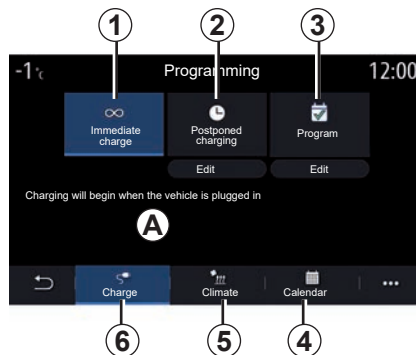 1 2 3
-1°c Programming 12:00
Immediate Postponed Program
charge charging
Edit Edit
Charging will begin when the vehicle is plugged in
A
Charge Climate Calendar
6 5 4